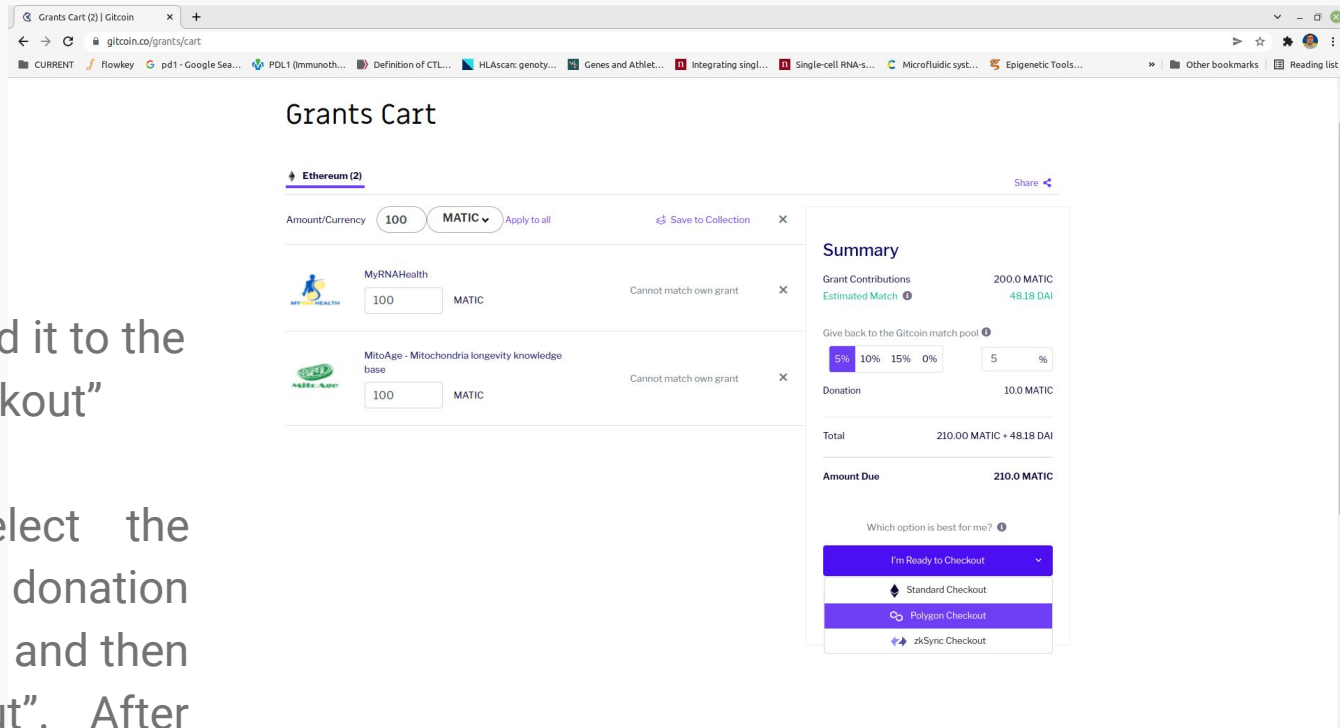 Grants Cart (2) | Gitcoin
gitcoin.co/grants/cart
CURRENT flowkey pd1 - Google Sea... PDL1 (Immunoth... Definition of CTL... HLAscan: genoty... Genes and Athlet... Integrating singl... Single-cell RNA-s... Microfluidic syst... Epigenetic Tools... » Other bookmarks Reading list
Grants Cart
Ethereum (2)
Share
Amount/Currency 100 MATIC Apply to all Save to Collection
MyRNAHealth
100 MATIC
Cannot match own grant
MY RNA HEALTH
MitoAge - Mitochondria longevity knowledge
base
100 MATIC
Cannot match own grant
Mito Age
Summary
Grant Contributions 200.0 MATIC
Estimated Match 48.18 DAI
Give back to the Gitcoin match pool
5% 10% 15% 0% 5 %
Donation 10.0 MATIC
Total 210.00 MATIC + 48.18 DAI
Amount Due 210.0 MATIC
Which option is best for me?
I'm Ready to Checkout
Standard Checkout
Polygon Checkout
zkSync Checkout
d it to the
kout”
elect the
donation
and then
ut”. After